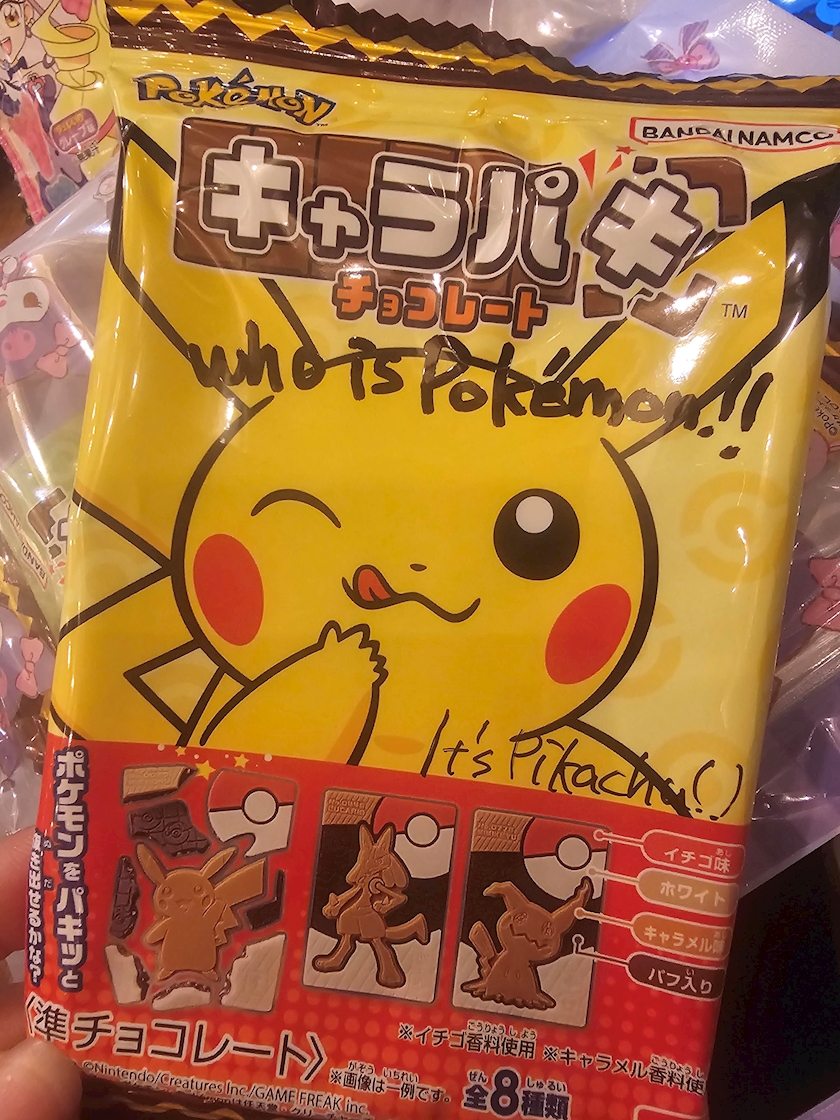 POKéMON
BANDAI NAMCO
キャラパキ
チョコレート
TM
who is Pokémon!!
It's Pikachu!!
ポケモンをパキッと
出せるかな?
イチゴ味
ホワイト
キャラメル味
パフ入り
〈準チョコレート〉
※イチゴ香料使用 ※キャラメル香料使
※画像は一例です。
全8種類
©Nintendo/Creatures Inc./GAME FREAK inc.